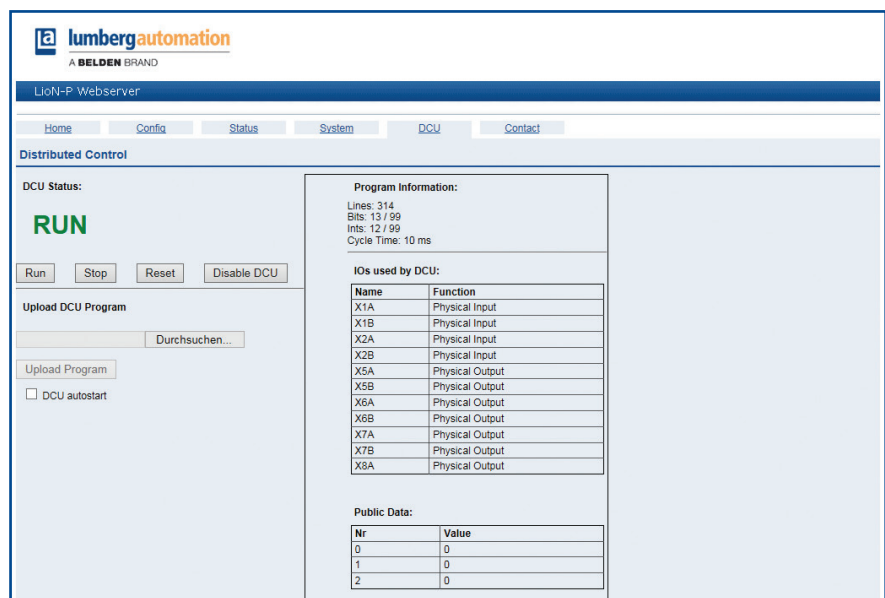 a lumbergautomation
A BELDEN BRAND
LioN-P Webserver
Home Config Status System DCU Contact
Distributed Control
DCU Status:
RUN
Run Stop Reset Disable DCU
Upload DCU Program
Durchsuchen...
Upload Program
DCU autostart
Program Information:
Lines: 314
Bits: 13 / 99
Ints: 12 / 99
Cycle Time: 10 ms
IOs used by DCU:
Name Function
X1A Physical Input
X1B Physical Input
X2A Physical Input
X2B Physical Input
X5A Physical Output
X5B Physical Output
X6A Physical Output
X6B Physical Output
X7A Physical Output
X7B Physical Output
X8A Physical Output
Public Data:
Nr Value
0 0
1 0
2 0